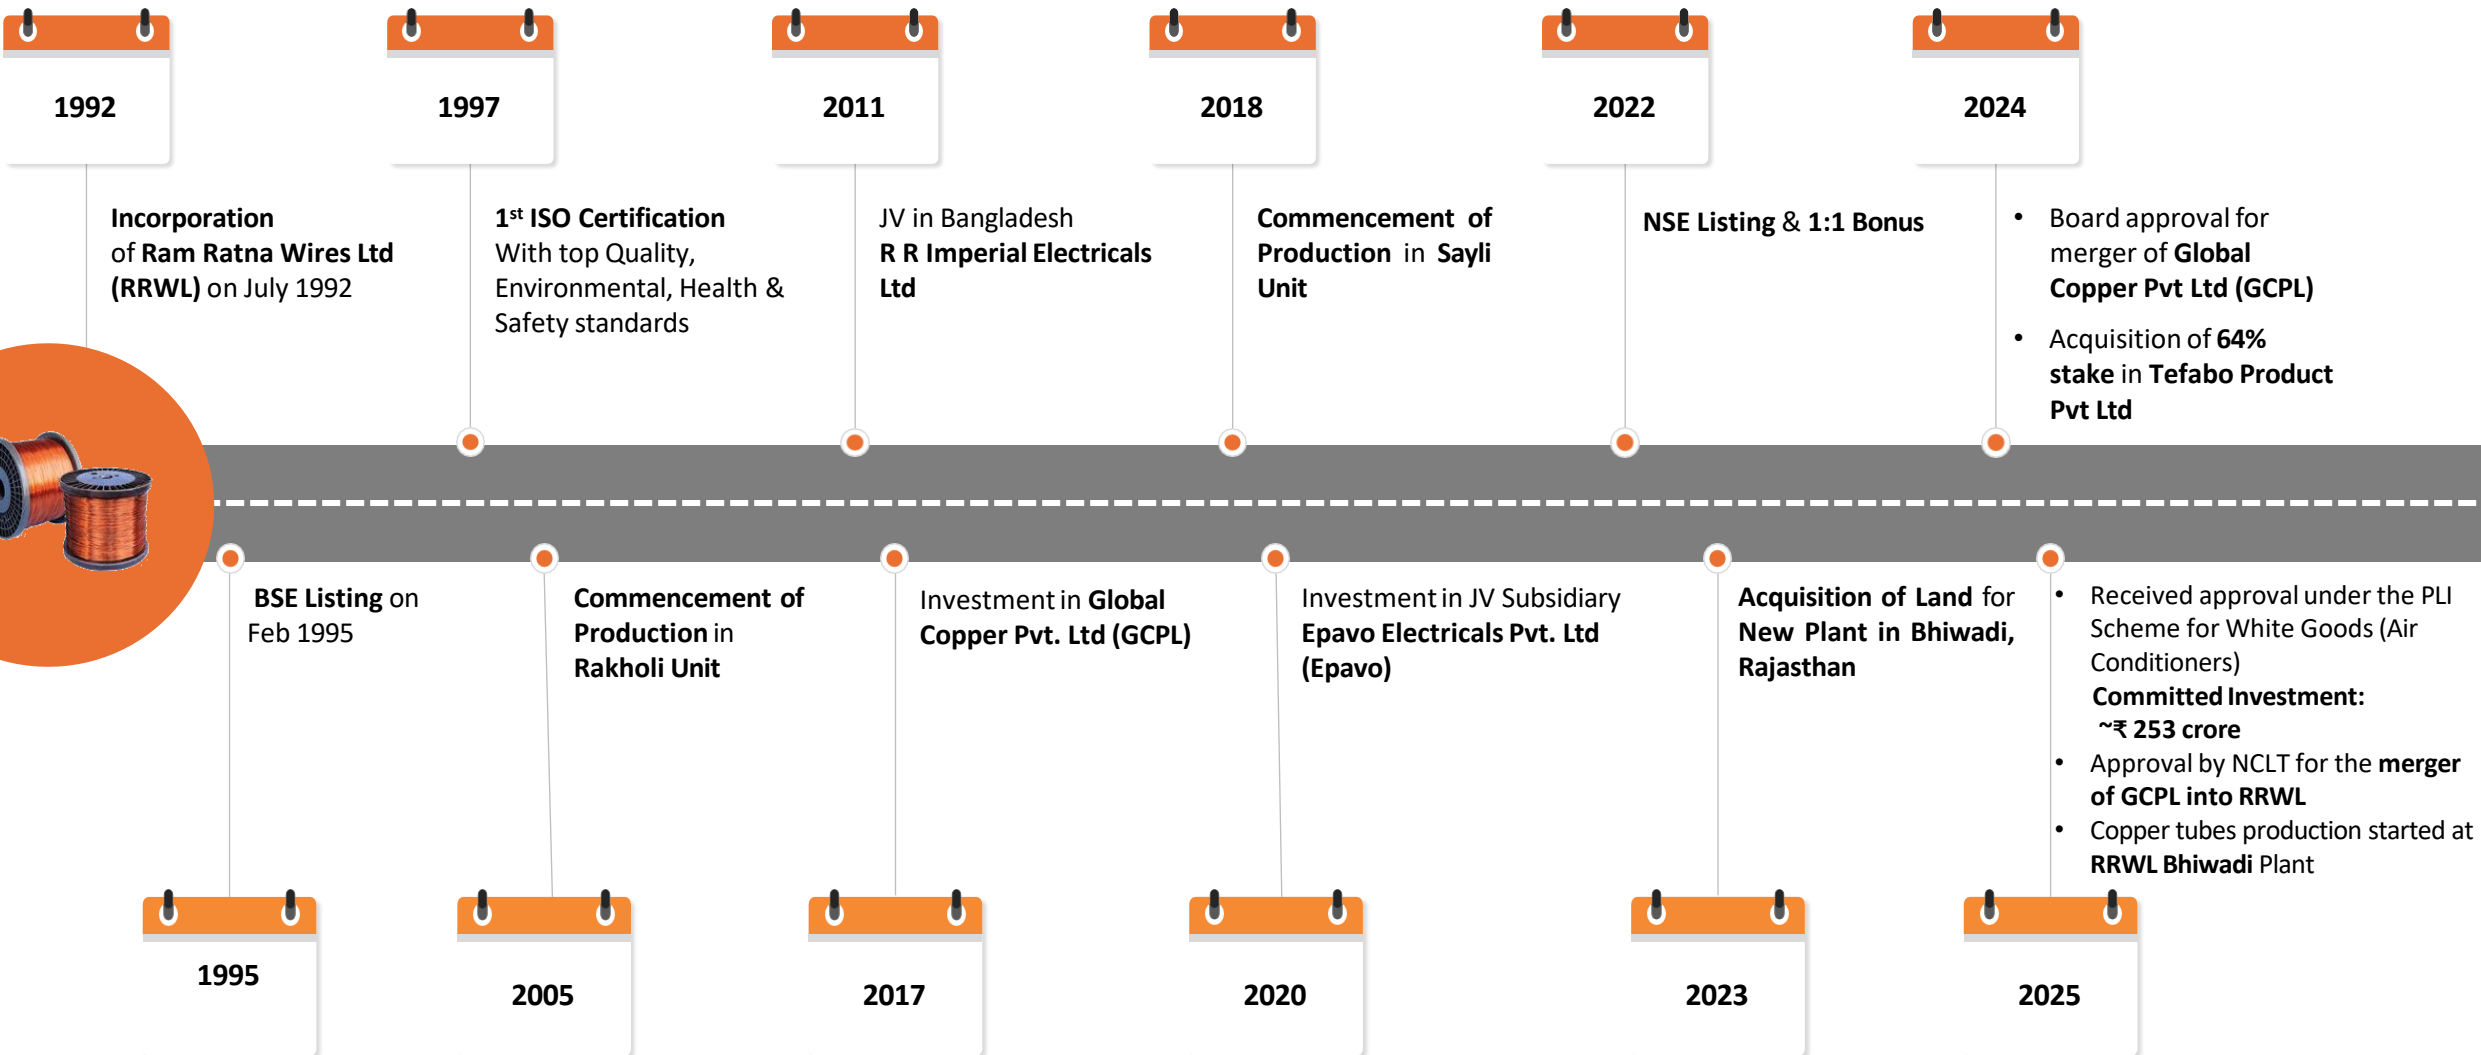 1992
Incorporation
of Ram Ratna Wires Ltd
(RRWL) on July 1992
1997
1st ISO Certification
With top Quality,
Environmental, Health &
Safety standards
2011
JV in Bangladesh
R R Imperial Electricals
Ltd
2018
Commencement of
Production in Sayli
Unit
2022
NSE Listing & 1:1 Bonus
2024
• Board approval for
merger of Global
Copper Pvt Ltd (GCPL)
• Acquisition of 64%
stake in Tefabo Product
Pvt Ltd
BSE Listing on
Feb 1995
1995
Commencement of
Production in
Rakholi Unit
2005
Investment in Global
Copper Pvt. Ltd (GCPL)
2017
Investment in JV Subsidiary
Epavo Electricals Pvt. Ltd
(Epavo)
2020
Acquisition of Land for
New Plant in Bhiwadi,
Rajasthan
2023
• Received approval under the PLI
Scheme for White Goods (Air
Conditioners)
Committed Investment:
~₹ 253 crore
• Approval by NCLT for the merger
of GCPL into RRWL
• Copper tubes production started at
RRWL Bhiwadi Plant
2025